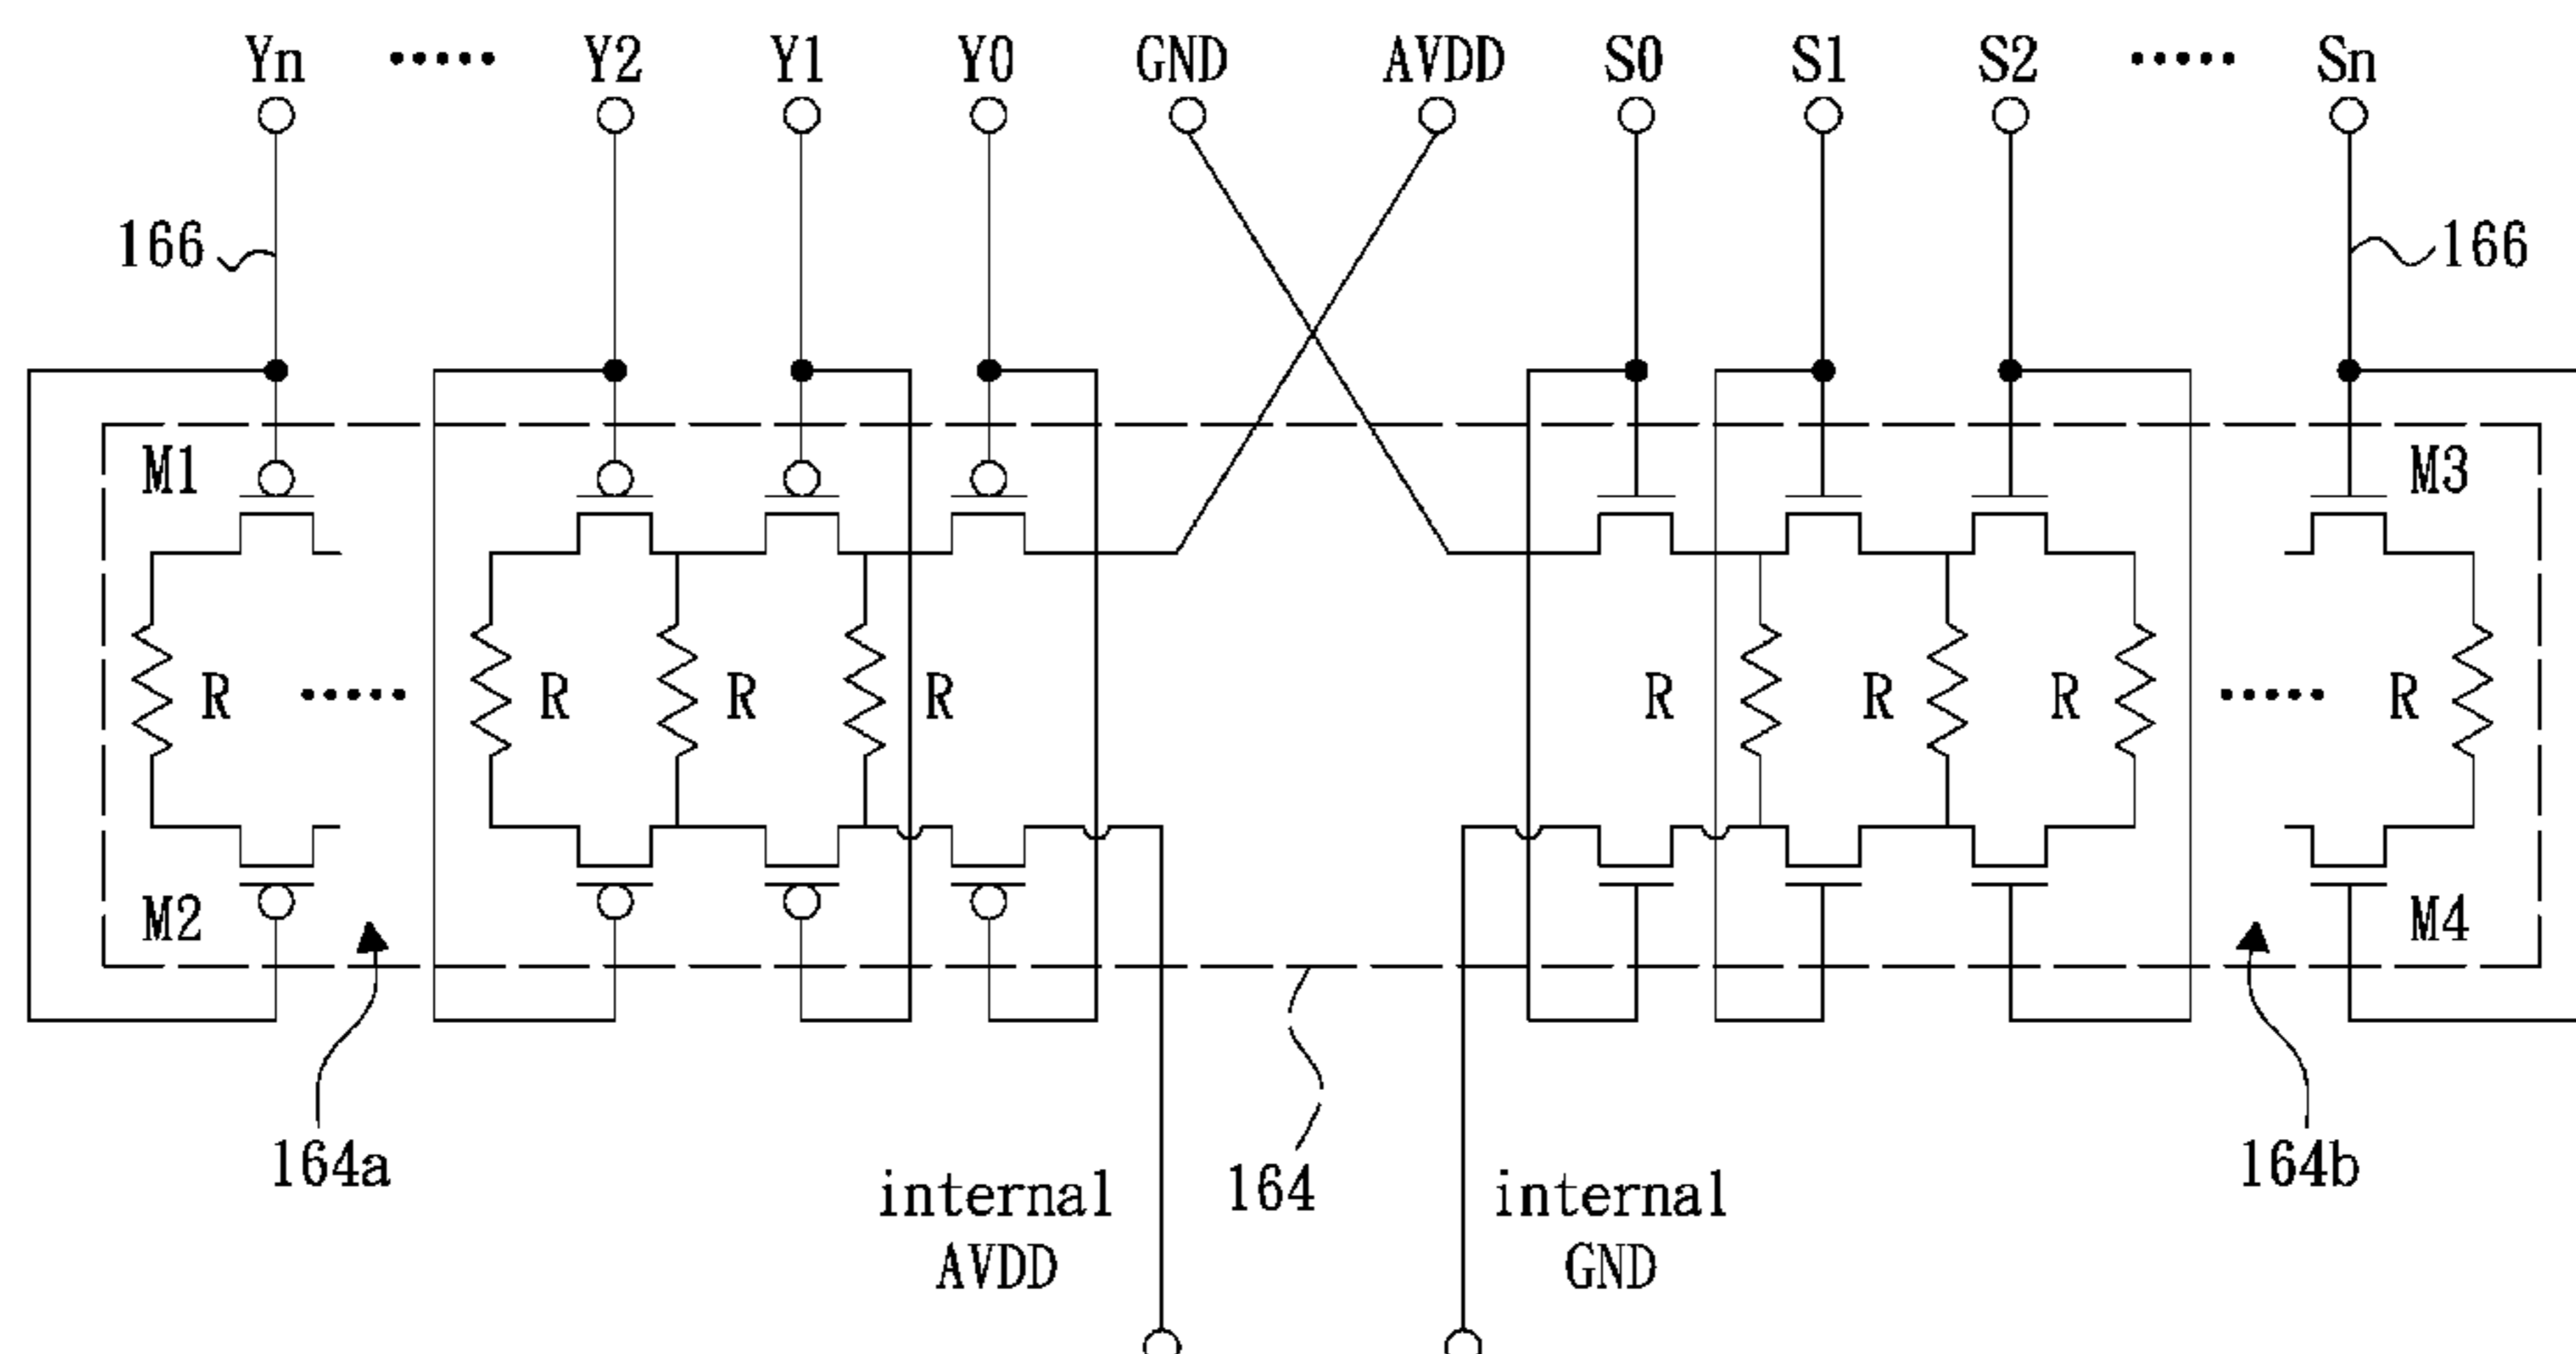 Yn ..... Y2 Y1 Y0 GND AVDD S0 S1 S2 ..... Sn
166 166
M1 M3
R ..... R R R R R R ..... R
M2 M4
164a 164 164b
internal AVDD
internal GND